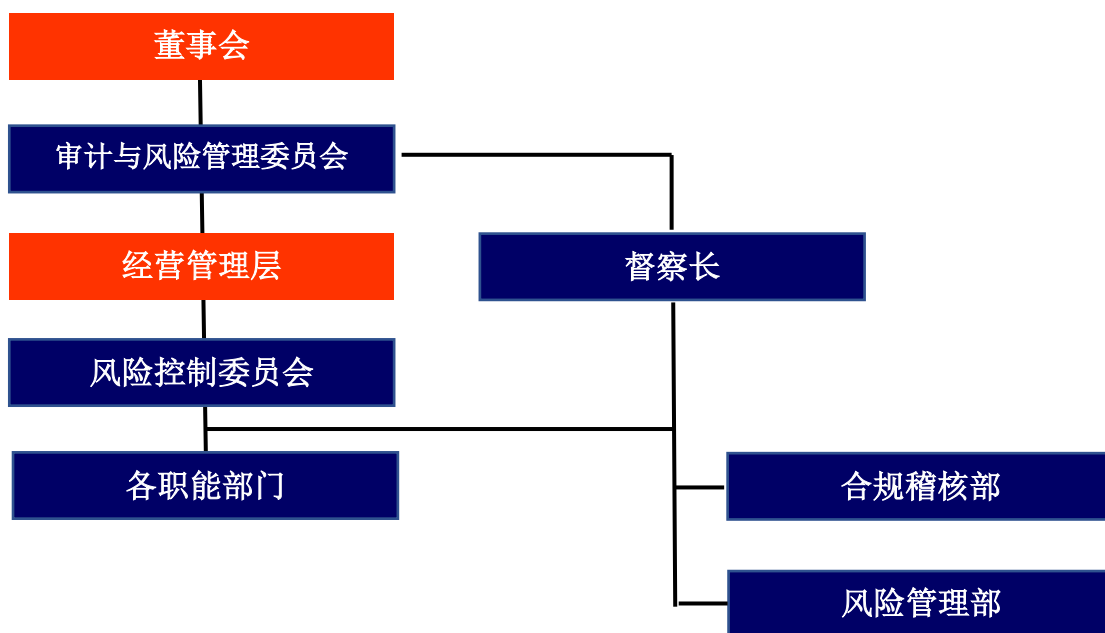 董事会
审计与风险管理委员会
经营管理层
督察长
风险控制委员会
各职能部门
合规稽核部
风险管理部